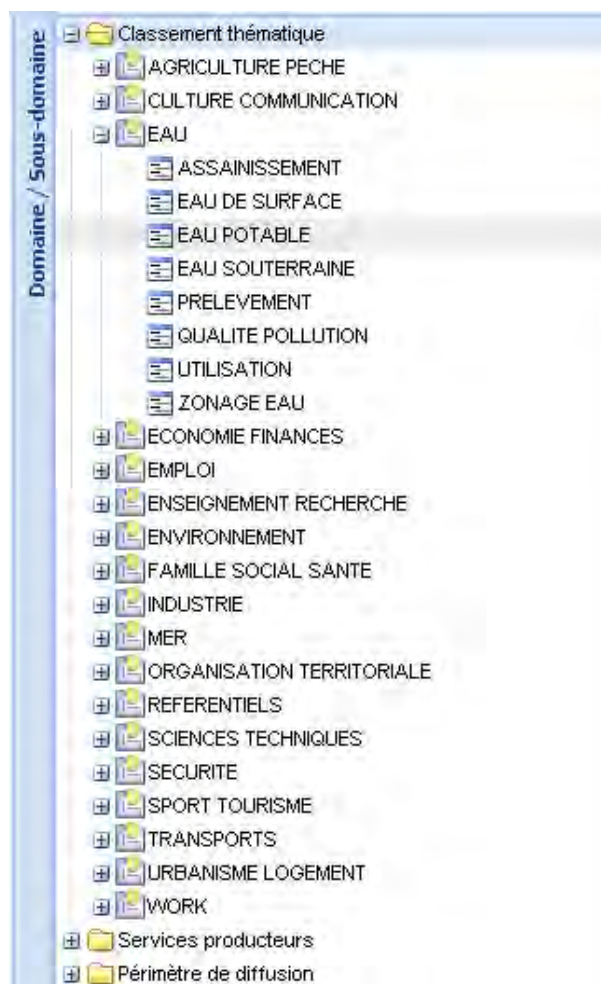 Domaine / Sous-domaine
Classement thématique
AGRICULTURE PECHE
CULTURE COMMUNICATION
EAU
ASSAINISSEMENT
EAU DE SURFACE
EAU POTABLE
EAU SOUTERRAINE
PRELEVEMENT
QUALITE POLLUTION
UTILISATION
ZONAGE EAU
ECONOMIE FINANCES
EMPLOI
ENSEIGNEMENT RECHERCHE
ENVIRONNEMENT
FAMILLE SOCIAL SANTE
INDUSTRIE
MER
ORGANISATION TERRITORIALE
REFERENTIELS
SCIENCES TECHNIQUES
SECURITE
SPORT TOURISME
TRANSPORTS
URBANISME LOGEMENT
WORK
Services producteurs
Périmètre de diffusion